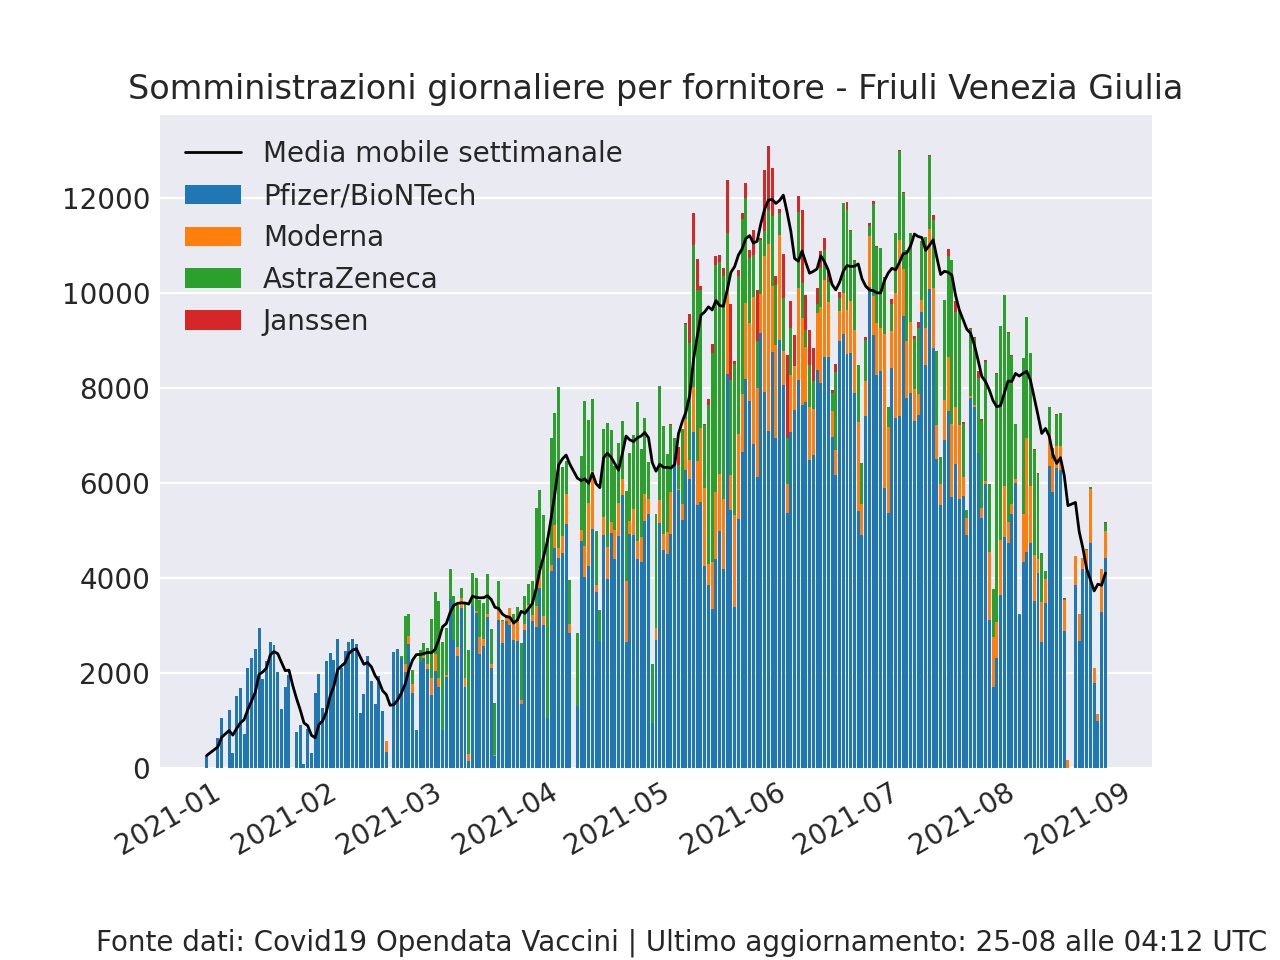 Somministrazioni giornaliere per fornitore - Friuli Venezia Giulia
Media mobile settimanale
Pfizer/BioNTech
Moderna
AstraZeneca
Janssen
12000
10000
8000
6000
4000
2000
0
2021-01
2021-02
2021-03
2021-04
2021-05
2021-06
2021-07
2021-08
2021-09
Fonte dati: Covid19 Opendata Vaccini | Ultimo aggiornamento: 25-08 alle 04:12 UTC